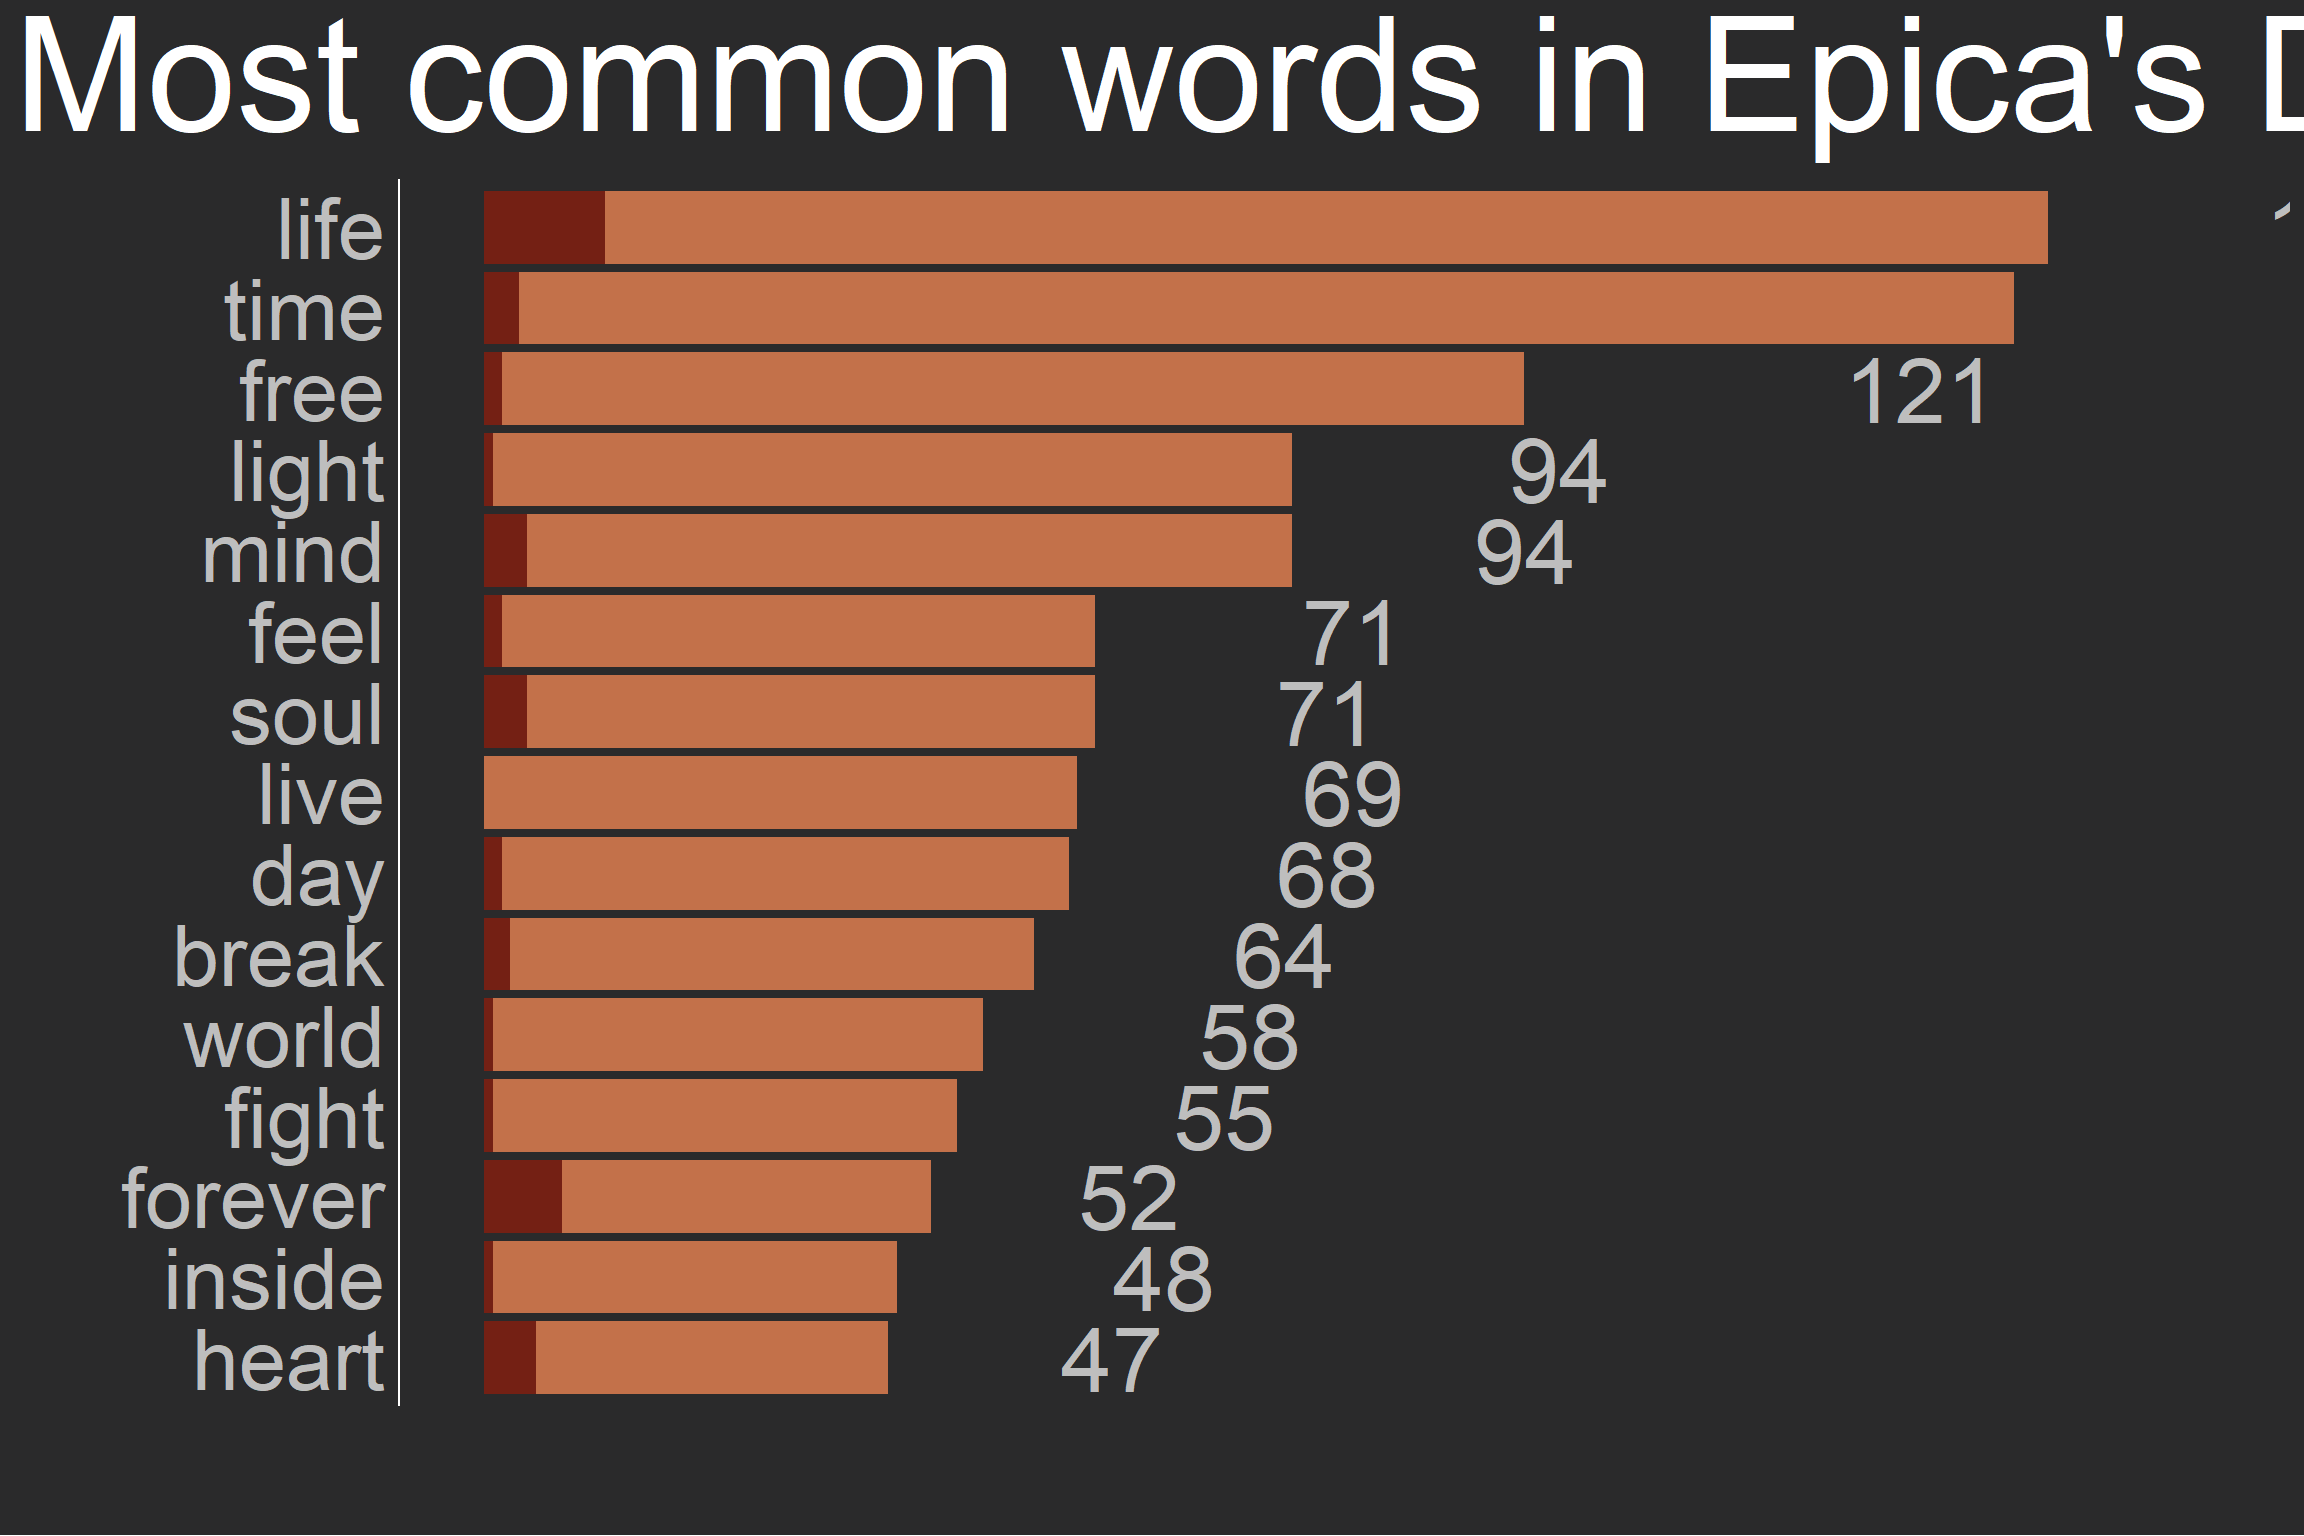 Most common words in Epica's D
life
time
free 121
light 94
mind 94
feel 71
soul 71
live 69
day 68
break 64
world 58
fight 55
forever 52
inside 48
heart 47